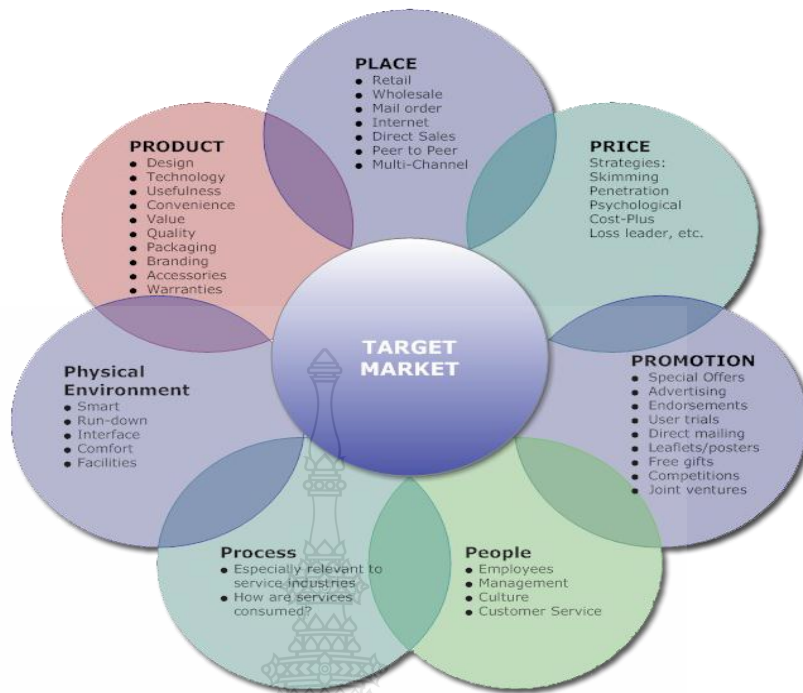 PLACE
• Retail
• Wholesale
• Mail order
• Internet
• Direct Sales
• Peer to Peer
• Multi-Channel
PRODUCT
• Design
• Technology
• Usefulness
• Convenience
• Value
• Quality
• Packaging
• Branding
• Accessories
• Warranties
PRICE
Strategies:
Skimming
Penetration
Psychological
Cost-Plus
Loss leader, etc.
TARGET
MARKET
Physical
Environment
• Smart
• Run-down
• Interface
• Comfort
• Facilities
PROMOTION
• Special Offers
• Advertising
• Endorsements
• User trials
• Direct mailing
• Leaflets/posters
• Free gifts
• Competitions
• Joint ventures
Process
• Especially relevant to
service industries
• How are services
consumed?
People
• Employees
• Management
• Culture
• Customer Service